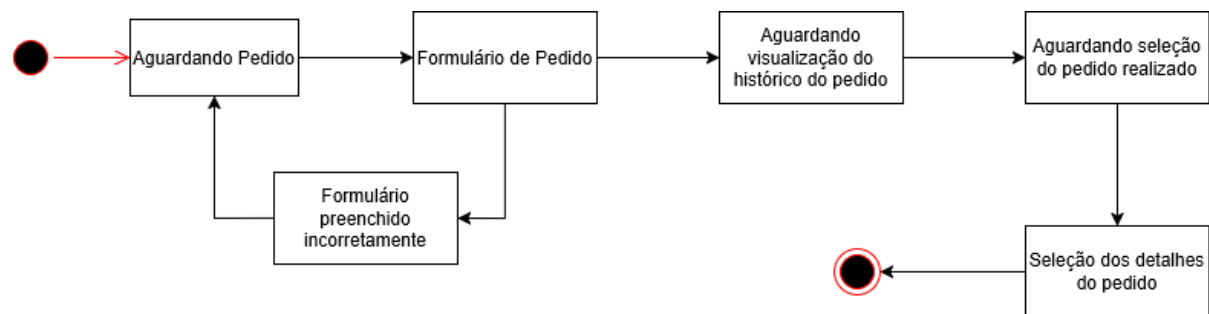 Aguardando Pedido
Formulário de Pedido
Aguardando
visualização do
histórico do pedido
Aguardando seleção
do pedido realizado
Formulário
preenchido
incorretamente
Seleção dos detalhes
do pedido